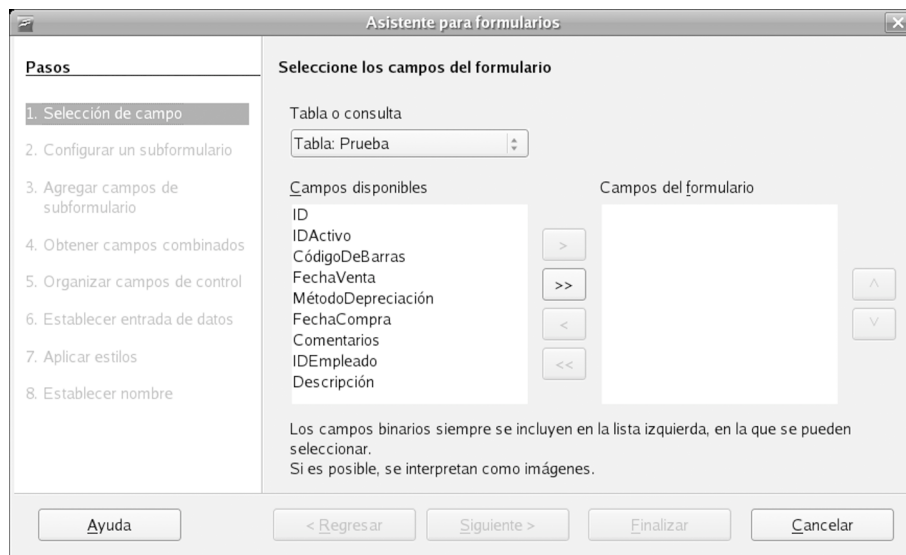 Asistente para formularios
Pasos
1. Selección de campo
2. Configurar un subformulario
3. Agregar campos de
subformulario
4. Obtener campos combinados
5. Organizar campos de control
6. Establecer entrada de datos
7. Aplicar estilos
8. Establecer nombre
Seleccione los campos del formulario
Tabla o consulta
Tabla: Prueba
Campos disponibles
ID
IDActivo
CódigoDeBarras
FechaVenta
MétodoDepreciación
FechaCompra
Comentarios
IDEmpleado
Descripción
>
>>
<
<<
Campos del formulario
Los campos binarios siempre se incluyen en la lista izquierda, en la que se pueden
seleccionar.
Si es posible, se interpretan como imágenes.
Ayuda
< Regresar
Siguiente >
Finalizar
Cancelar